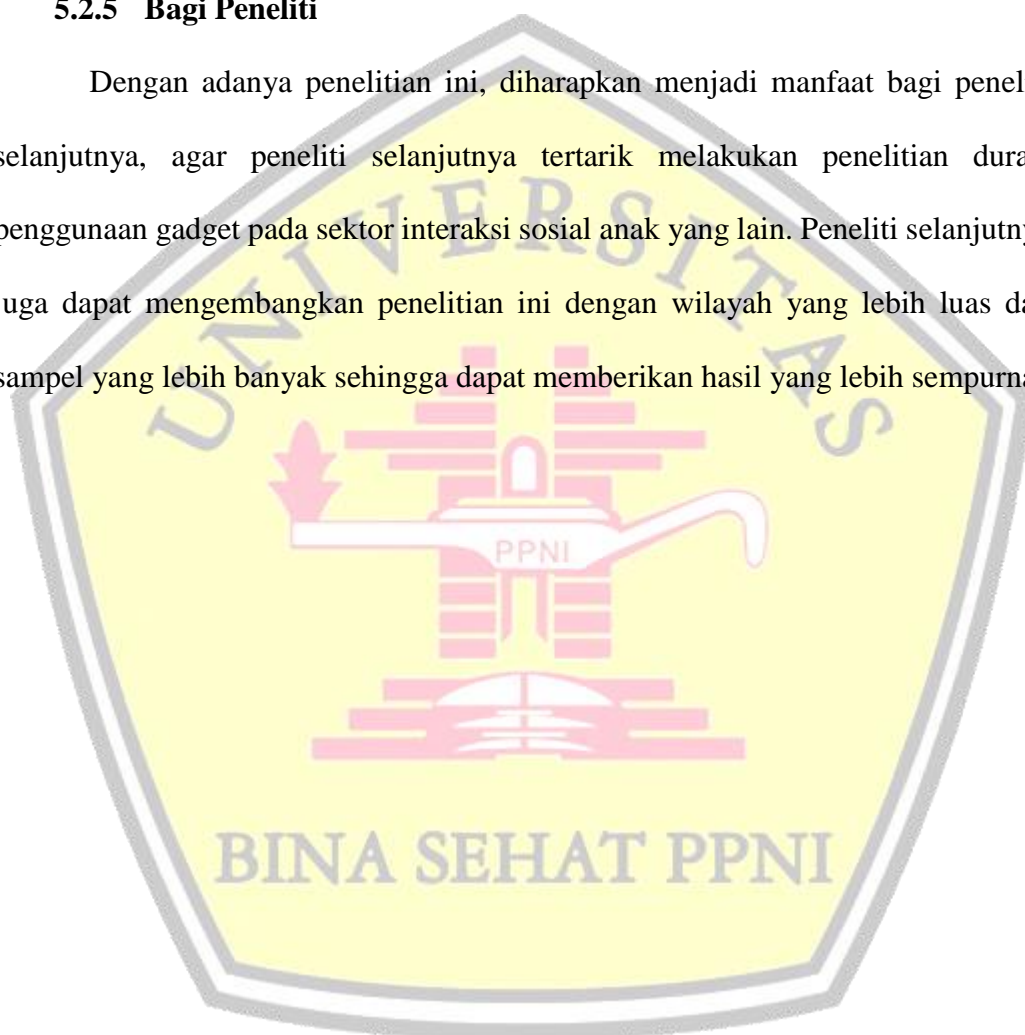 5.2.5 Bagi Peneliti
Dengan adanya penelitian ini, diharapkan menjadi manfaat bagi penel
selanjutnya, agar peneliti selanjutnya tertarik melakukan penelitian dura
penggunaan gadget pada sektor interaksi sosial anak yang lain. Peneliti selanjutny
uga dapat mengembangkan penelitian ini dengan wilayah yang lebih luas da
sampel yang lebih banyak sehingga dapat memberikan hasil yang lebih sempurna
UNIVERSITAS
PPNI
BINA SEHAT PPNI